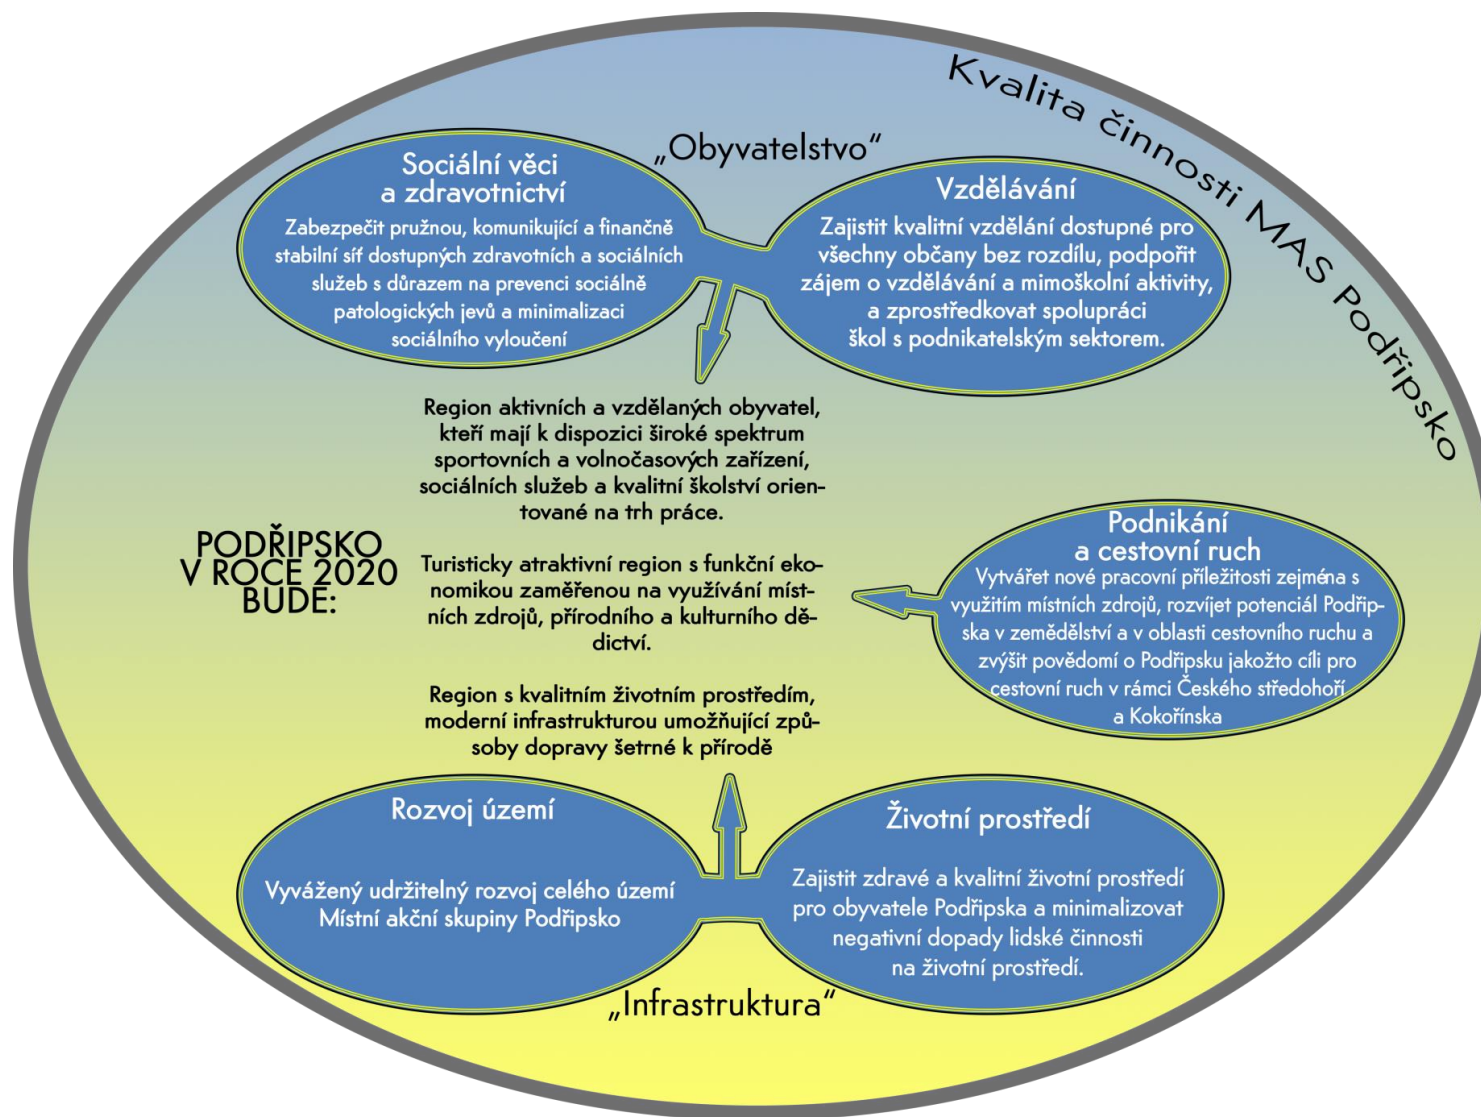 Kvalita činnosti MAS Podřipsko
„Obyvatelstvo“
Sociální věci
a zdravotnictví
Zabezpečit pružnou, komunikující a finančně
stabilní síť dostupných zdravotních a sociálních
služeb s důrazem na prevenci sociálně
patologických jevů a minimalizaci
sociálního vyloučení
Vzdělávání
Zajistit kvalitní vzdělání dostupné pro
všechny občany bez rozdílu, podpořit
zájem o vzdělávání a mimoškolní aktivity,
a zprostředkovat spolupráci
škol s podnikatelským sektorem.
PODŘIPSKO
V ROCE 2020
BUDE:
Region aktivních a vzdělaných obyvatel,
kteří mají k dispozici široké spektrum
sportovních a volnočasových zařízení,
sociálních služeb a kvalitní školství orien-
tované na trh práce.
Turisticky atraktivní region s funkční eko-
nomikou zaměřenou na využívání míst-
ních zdrojů, přírodního a kulturního dě-
dictví.
Region s kvalitním životním prostředím,
moderní infrastrukturou umožňující způ-
soby dopravy šetrné k přírodě
Podnikání
a cestovní ruch
Vytvářet nové pracovní příležitosti zejména s
využitím místních zdrojů, rozvíjet potenciál Podřip-
ska v zemědělství a v oblasti cestovního ruchu a
zvýšit povědomí o Podřipsku jakožto cíli pro
cestovní ruch v rámci Českého středohoří
a Kokořínska
Rozvoj území
Vyvážený udržitelný rozvoj celého území
Místní akční skupiny Podřipsko
Životní prostředí
Zajistit zdravé a kvalitní životní prostředí
pro obyvatele Podřipska a minimalizovat
negativní dopady lidské činnosti
na životní prostředí.
„Infrastruktura“